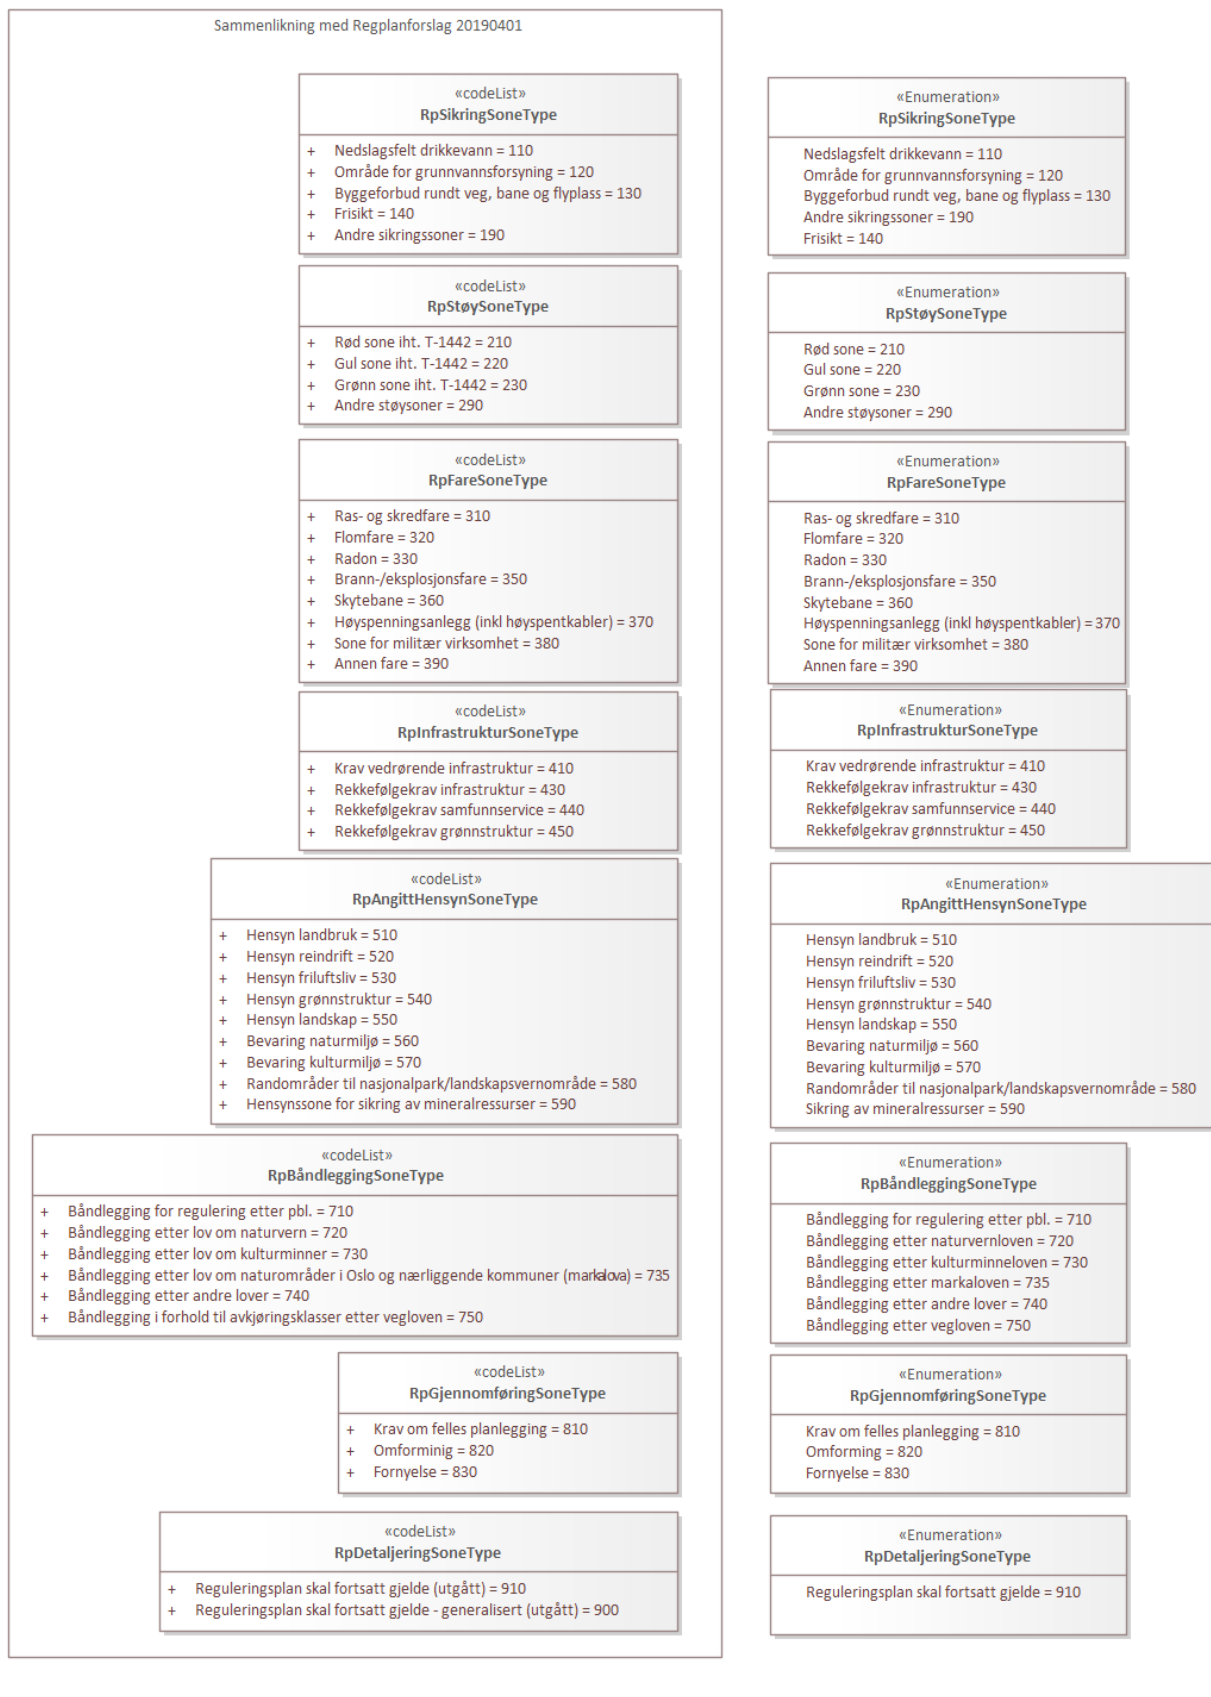 Sammenlikning med Regplanforslag 20190401
«codeList»
RpSikringSoneType
+ Nedslagsfelt drikkevann = 110
+ Område for grunnvannsforsyning = 120
+ Byggeforbud rundt veg, bane og flyplass = 130
+ Frisikt = 140
+ Andre sikringssoner = 190
«codeList»
RpStøySoneType
+ Rød sone iht. T-1442 = 210
+ Gul sone iht. T-1442 = 220
+ Grønn sone iht. T-1442 = 230
+ Andre støysoner = 290
«codeList»
RpFareSoneType
+ Ras- og skredfare = 310
+ Flomfare = 320
+ Radon = 330
+ Brann-/eksplosjonsfare = 350
+ Skytebane = 360
+ Høyspenningsanlegg (inkl høyspentkabler) = 370
+ Sone for militær virksomhet = 380
+ Annen fare = 390
«codeList»
RpInfrastrukturSoneType
+ Krav vedrørende infrastruktur = 410
+ Rekkefølgekrav infrastruktur = 430
+ Rekkefølgekrav samfunnservice = 440
+ Rekkefølgekrav grønnstruktur = 450
«codeList»
RpAngittHensynSoneType
+ Hensyn landbruk = 510
+ Hensyn reindrift = 520
+ Hensyn friluftsliv = 530
+ Hensyn grønnstruktur = 540
+ Hensyn landskap = 550
+ Bevaring naturmiljø = 560
+ Bevaring kulturmiljø = 570
+ Randområder til nasjonalpark/landskapsvernområde = 580
+ Hensynssone for sikring av mineralressurser = 590
«codeList»
RpBåndleggingSoneType
+ Båndlegging for regulering etter pbl. = 710
+ Båndlegging etter lov om naturvern = 720
+ Båndlegging etter lov om kulturminner = 730
+ Båndlegging etter lov om naturområder i Oslo og nærliggende kommuner (markalova) = 735
+ Båndlegging etter andre lover = 740
+ Båndlegging i forhold til avkjøringsklasser etter vegloven = 750
«codeList»
RpGjennomføringSoneType
+ Krav om felles planlegging = 810
+ Omforminig = 820
+ Fornyelse = 830
«codeList»
RpDetaljeringSoneType
+ Reguleringsplan skal fortsatt gjelde (utgått) = 910
+ Reguleringsplan skal fortsatt gjelde - generalisert (utgått) = 900
«Enumeration»
RpSikringSoneType
Nedslagsfelt drikkevann = 110
Område for grunnvannsforsyning = 120
Byggeforbud rundt veg, bane og flyplass = 130
Andre sikringssoner = 190
Frisikt = 140
«Enumeration»
RpStøySoneType
Rød sone = 210
Gul sone = 220
Grønn sone = 230
Andre støysoner = 290
«Enumeration»
RpFareSoneType
Ras- og skredfare = 310
Flomfare = 320
Radon = 330
Brann-/eksplosjonsfare = 350
Skytebane = 360
Høyspenningsanlegg (inkl høyspentkabler) = 370
Sone for militær virksomhet = 380
Annen fare = 390
«Enumeration»
RpInfrastrukturSoneType
Krav vedrørende infrastruktur = 410
Rekkefølgekrav infrastruktur = 430
Rekkefølgekrav samfunnservice = 440
Rekkefølgekrav grønnstruktur = 450
«Enumeration»
RpAngittHensynSoneType
Hensyn landbruk = 510
Hensyn reindrift = 520
Hensyn friluftsliv = 530
Hensyn grønnstruktur = 540
Hensyn landskap = 550
Bevaring naturmiljø = 560
Bevaring kulturmiljø = 570
Randområder til nasjonalpark/landskapsvernområde = 580
Sikring av mineralressurser = 590
«Enumeration»
RpBåndleggingSoneType
Båndlegging for regulering etter pbl. = 710
Båndlegging etter naturvernloven = 720
Båndlegging etter kulturminneloven = 730
Båndlegging etter markaloven = 735
Båndlegging etter andre lover = 740
Båndlegging etter vegloven = 750
«Enumeration»
RpGjennomføringSoneType
Krav om felles planlegging = 810
Omforming = 820
Fornyelse = 830
«Enumeration»
RpDetaljeringSoneType
Reguleringsplan skal fortsatt gjelde = 910